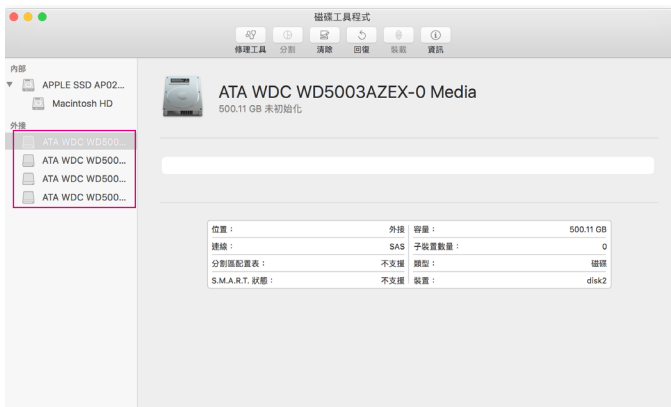 磁碟工具程式
修理工具 分割 清除 回復 裝載 資訊
內部
APPLE SSD AP02...
Macintosh HD
外接
ATA WDC WD500...
ATA WDC WD500...
ATA WDC WD500...
ATA WDC WD500...
ATA WDC WD5003AZEX-0 Media
500.11 GB 未初始化
位置： 外接 容量： 500.11 GB
連線： SAS 子裝置數量： 0
分割區配置表： 不支援 類型： 磁碟
S.M.A.R.T. 狀態： 不支援 裝置： disk2